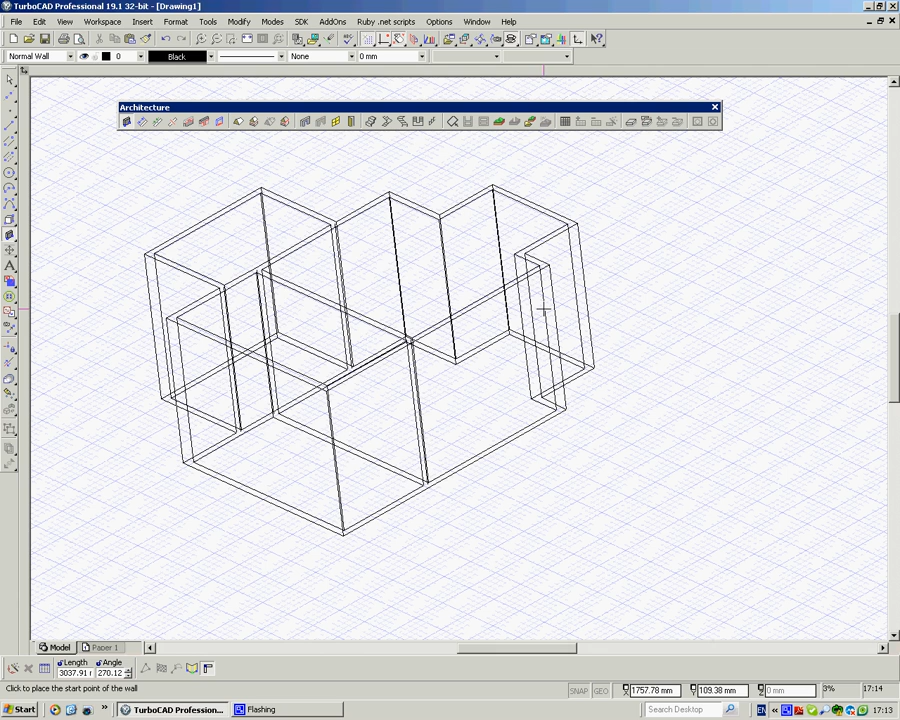 TurboCAD Professional 19.1 32-bit - [Drawing1]
File Edit View Workspace Insert Format Tools Modify Modes SDK AddOns Ruby .net scripts Options Window Help
Normal Wall 0 Black None 0 mm
Architecture
Model Paper 1
Length Angle
3037.91 270.12
Click to place the start point of the wall
SNAP GEO X 1757.78 mm Y 109.38 mm Z 0 mm 3% 17:14
Start » TurboCAD Profession... Flashing Search Desktop EN « 17:13